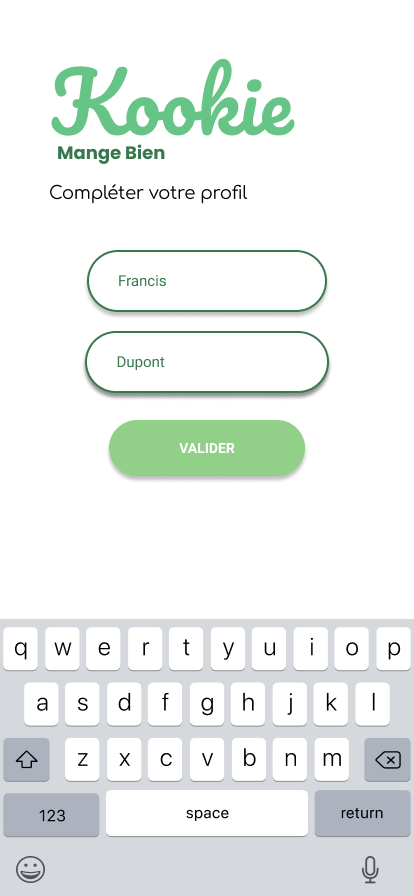 Kookie
Mange Bien
Compléter votre profil
Francis
Dupont
VALIDER
q w e r t y u i o p
a s d f g h j k l
z x c v b n m
123 space return